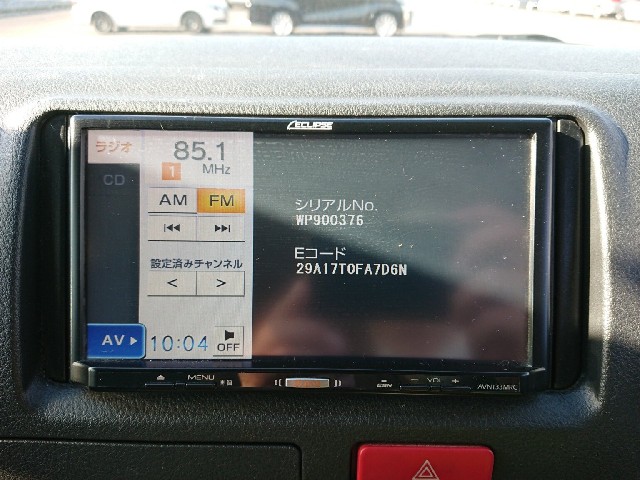 ECLIPSE
ラジオ
85.1
1 MHz
CD
AM FM
設定済みチャンネル
< >
AV
10:04
OFF
シリアルNo.
WP900376
Eコード
29A17T0FA7D6N
MENU
− VOL +